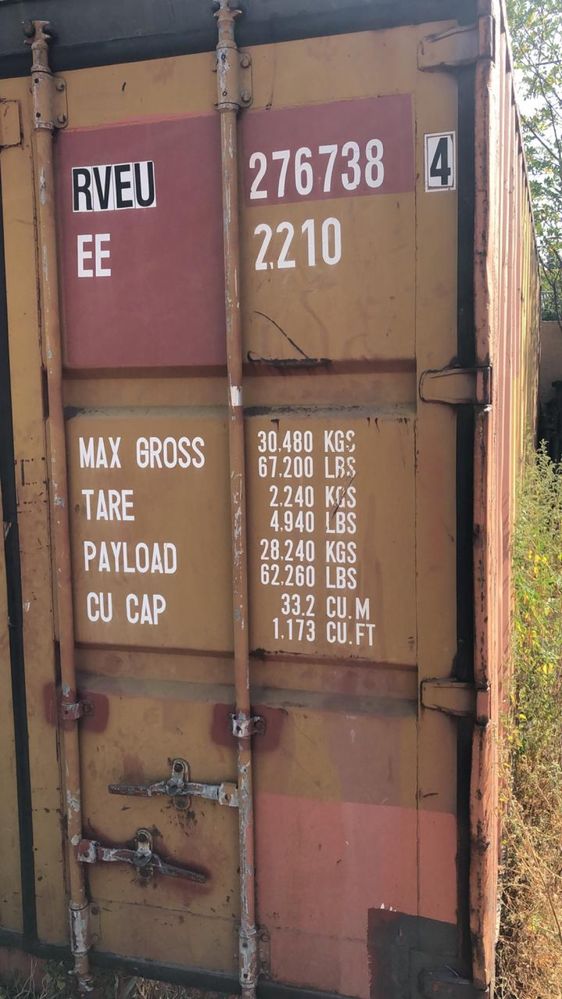 RVEU 276738 4
EE 2210
MAX GROSS 30.480 KGS
67.200 LBS
TARE 2.240 KGS
4.940 LBS
PAYLOAD 28.240 KGS
62.260 LBS
CU CAP 33.2 CU.M
1.173 CU.FT